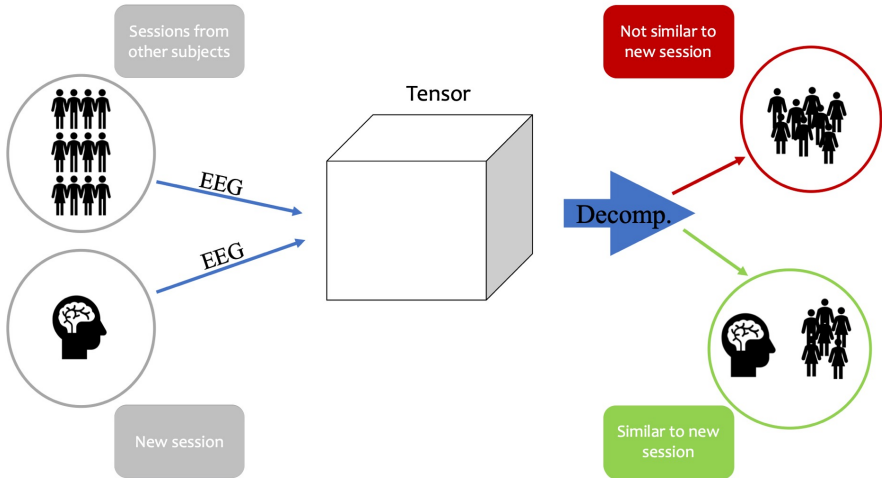 Sessions from
other subjects
Not similar to
new session
Tensor
EEG
EEG
Decomp.
New session
Similar to new
session